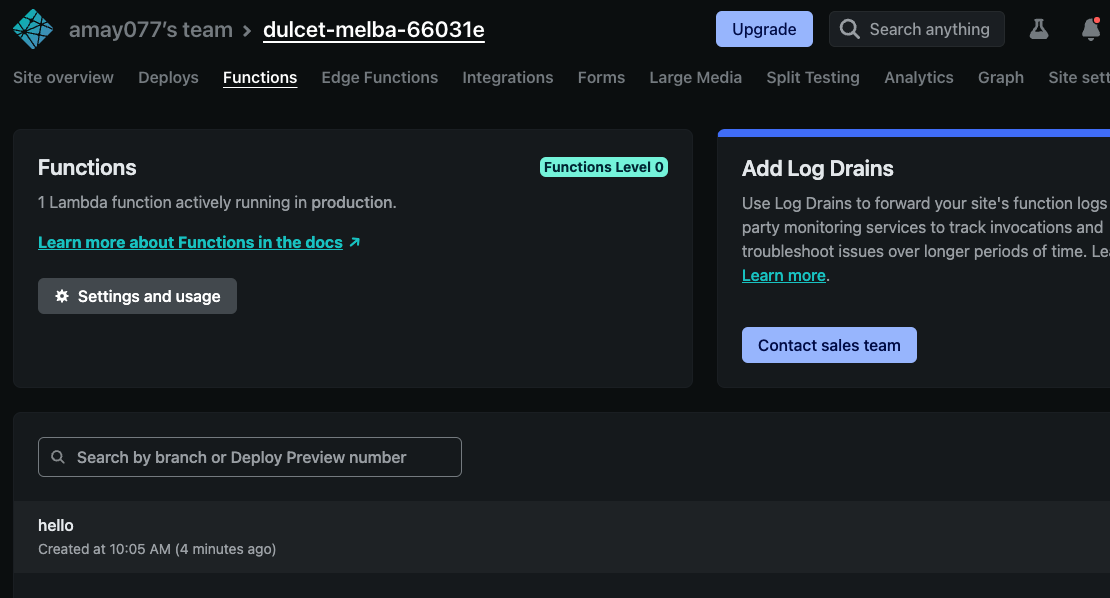 amay077's team > dulcet-melba-66031e
Upgrade
Search anything
Site overview Deploys Functions Edge Functions Integrations Forms Large Media Split Testing Analytics Graph Site sett
Functions
Functions Level 0
1 Lambda function actively running in production.
Learn more about Functions in the docs ↗
Settings and usage
Add Log Drains
Use Log Drains to forward your site's function logs
party monitoring services to track invocations and
troubleshoot issues over longer periods of time. Le
Learn more.
Contact sales team
Search by branch or Deploy Preview number
hello
Created at 10:05 AM (4 minutes ago)